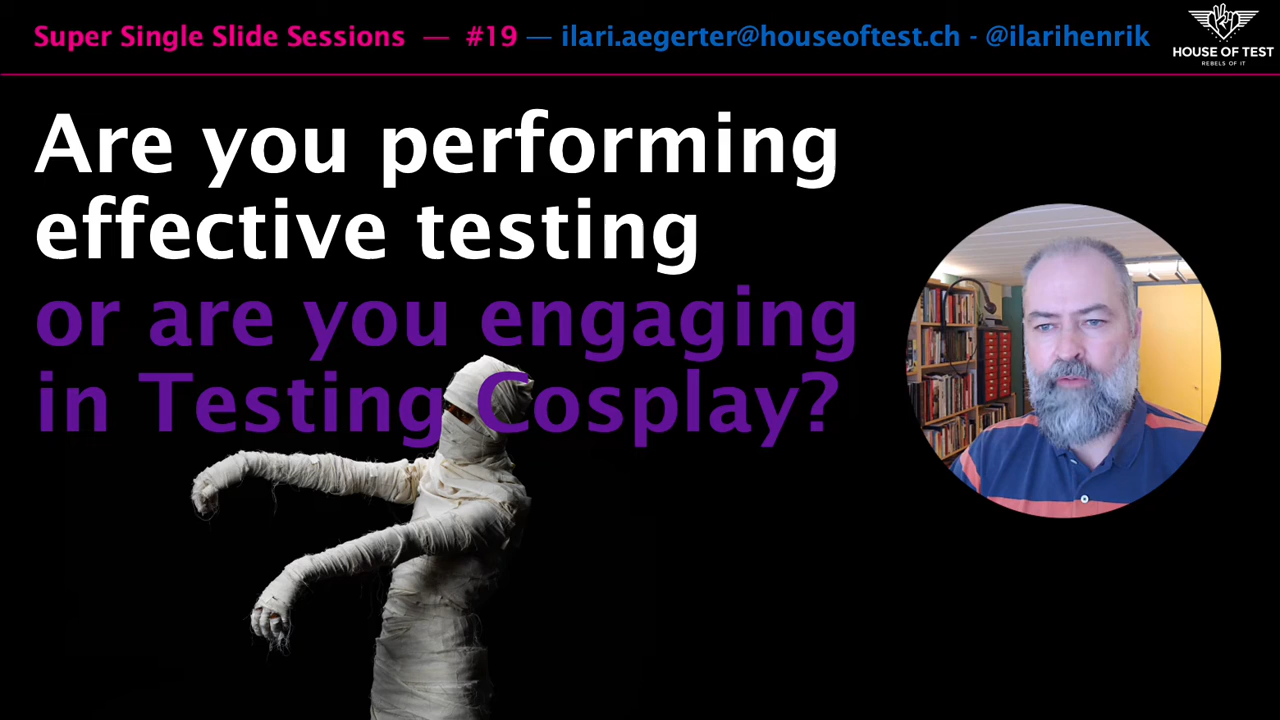 Super Single Slide Sessions — #19 — ilari.aegerter@houseoftest.ch - @ilarihenrik
HOUSE OF TEST
REBELS OF IT
Are you performing
effective testing
or are you engaging
in Testing Cosplay?